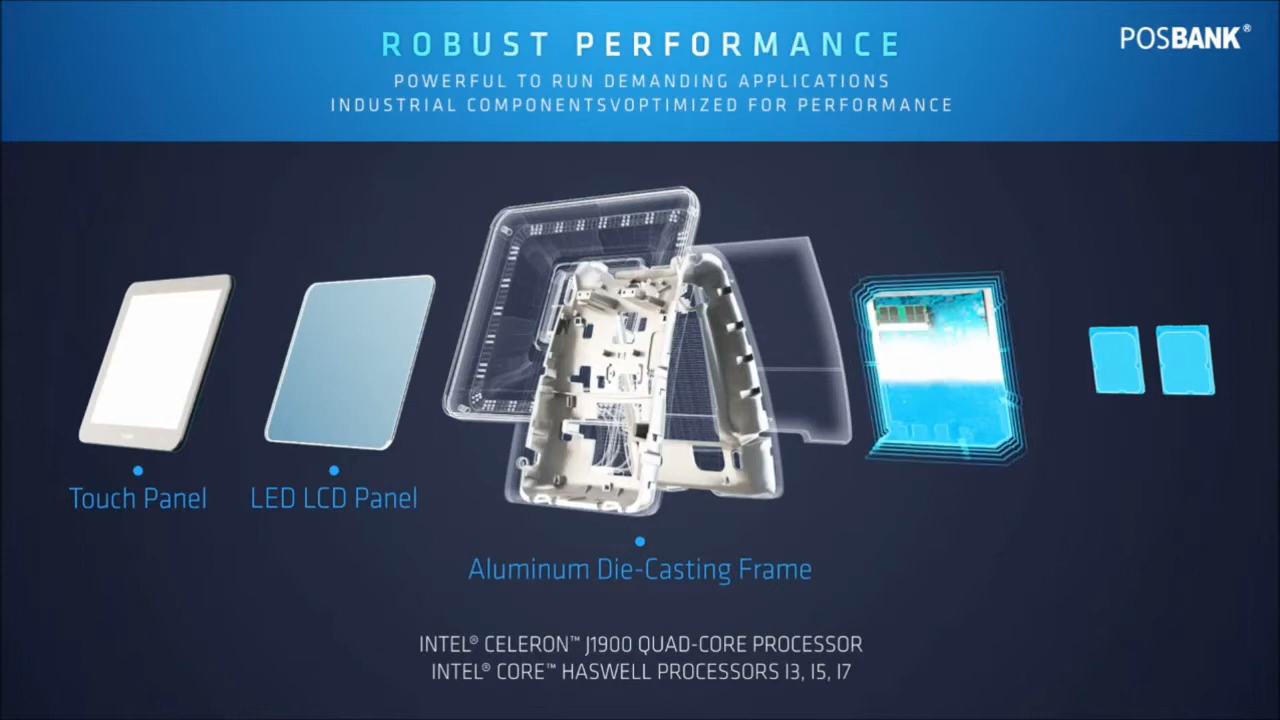 ROBUST PERFORMANCE
POSBANK®
POWERFUL TO RUN DEMANDING APPLICATIONS
INDUSTRIAL COMPONENTSVOPTIMIZED FOR PERFORMANCE
Touch Panel
LED LCD Panel
Aluminum Die-Casting Frame
INTEL® CELERON™ J1900 QUAD-CORE PROCESSOR
INTEL® CORE™ HASWELL PROCESSORS I3, I5, I7